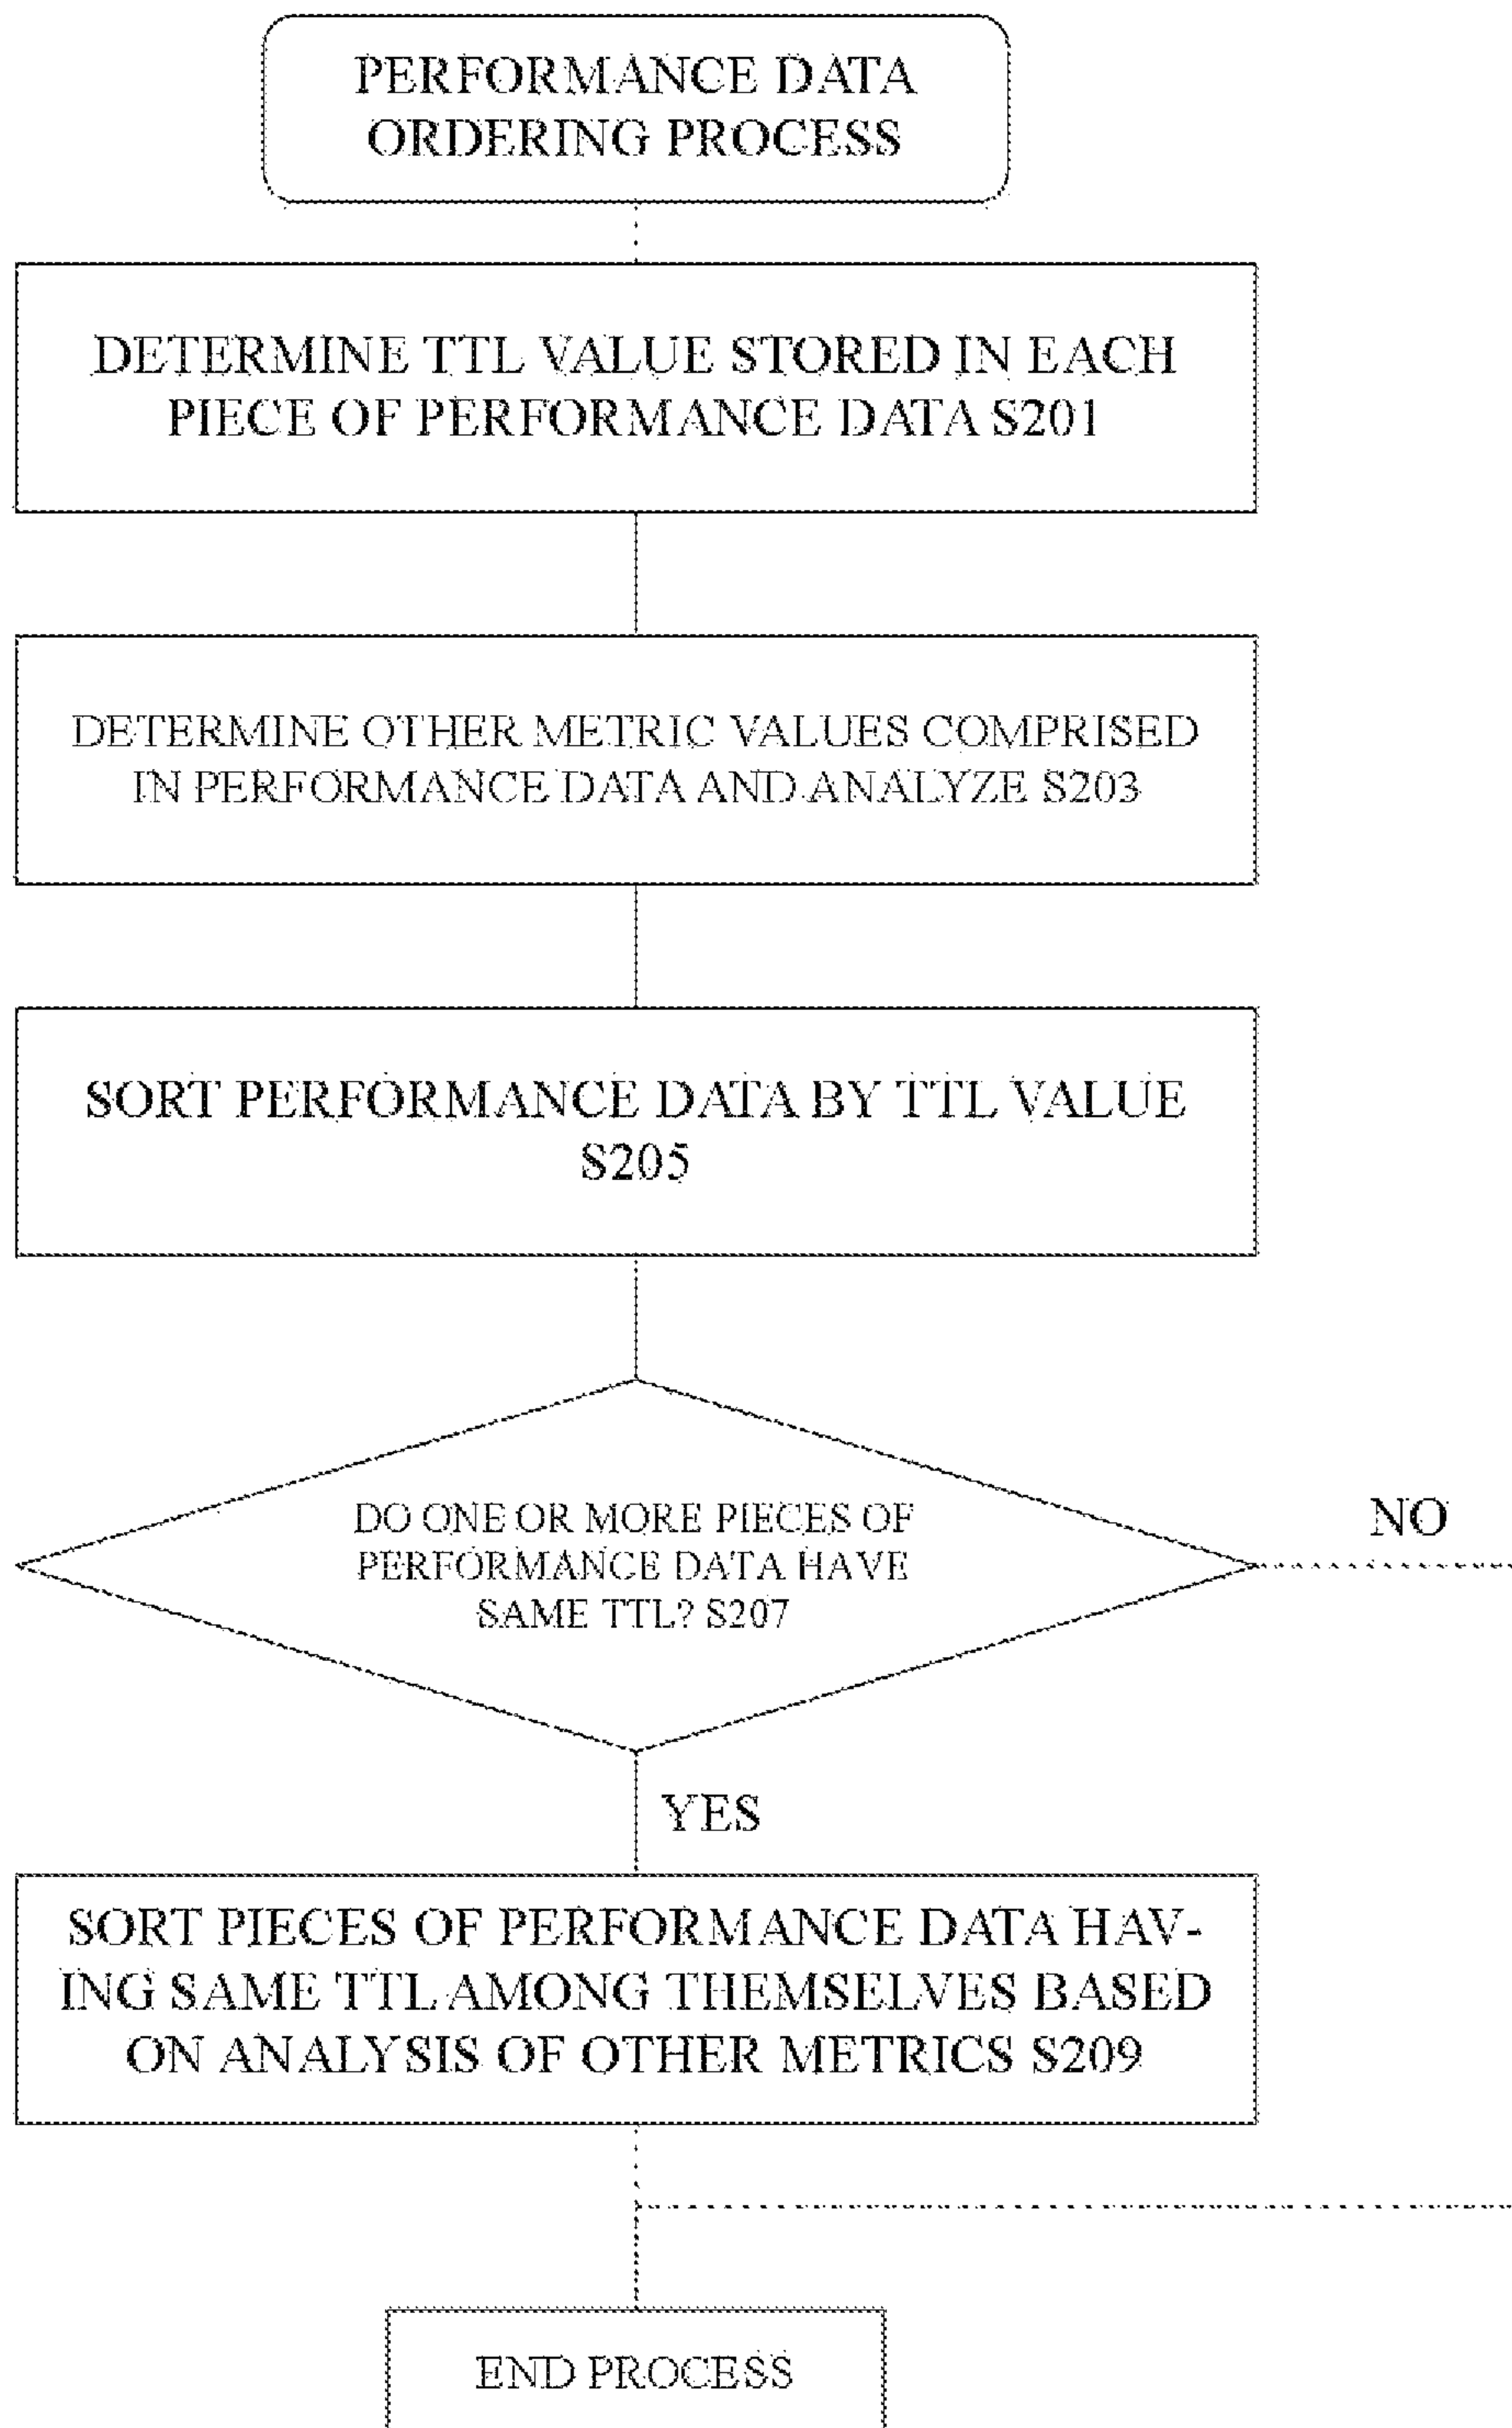 PERFORMANCE DATA
ORDERING PROCESS
DETERMINE TTL VALUE STORED IN EACH
PIECE OF PERFORMANCE DATA S201
DETERMINE OTHER METRIC VALUES COMPRISED
IN PERFORMANCE DATA AND ANALYZE S203
SORT PERFORMANCE DATA BY TTL VALUE
S205
DO ONE OR MORE PIECES OF
PERFORMANCE DATA HAVE
SAME TTL? S207
NO
YES
SORT PIECES OF PERFORMANCE DATA HAV-
ING SAME TTL AMONG THEMSELVES BASED
ON ANALYSIS OF OTHER METRICS S209
END PROCESS